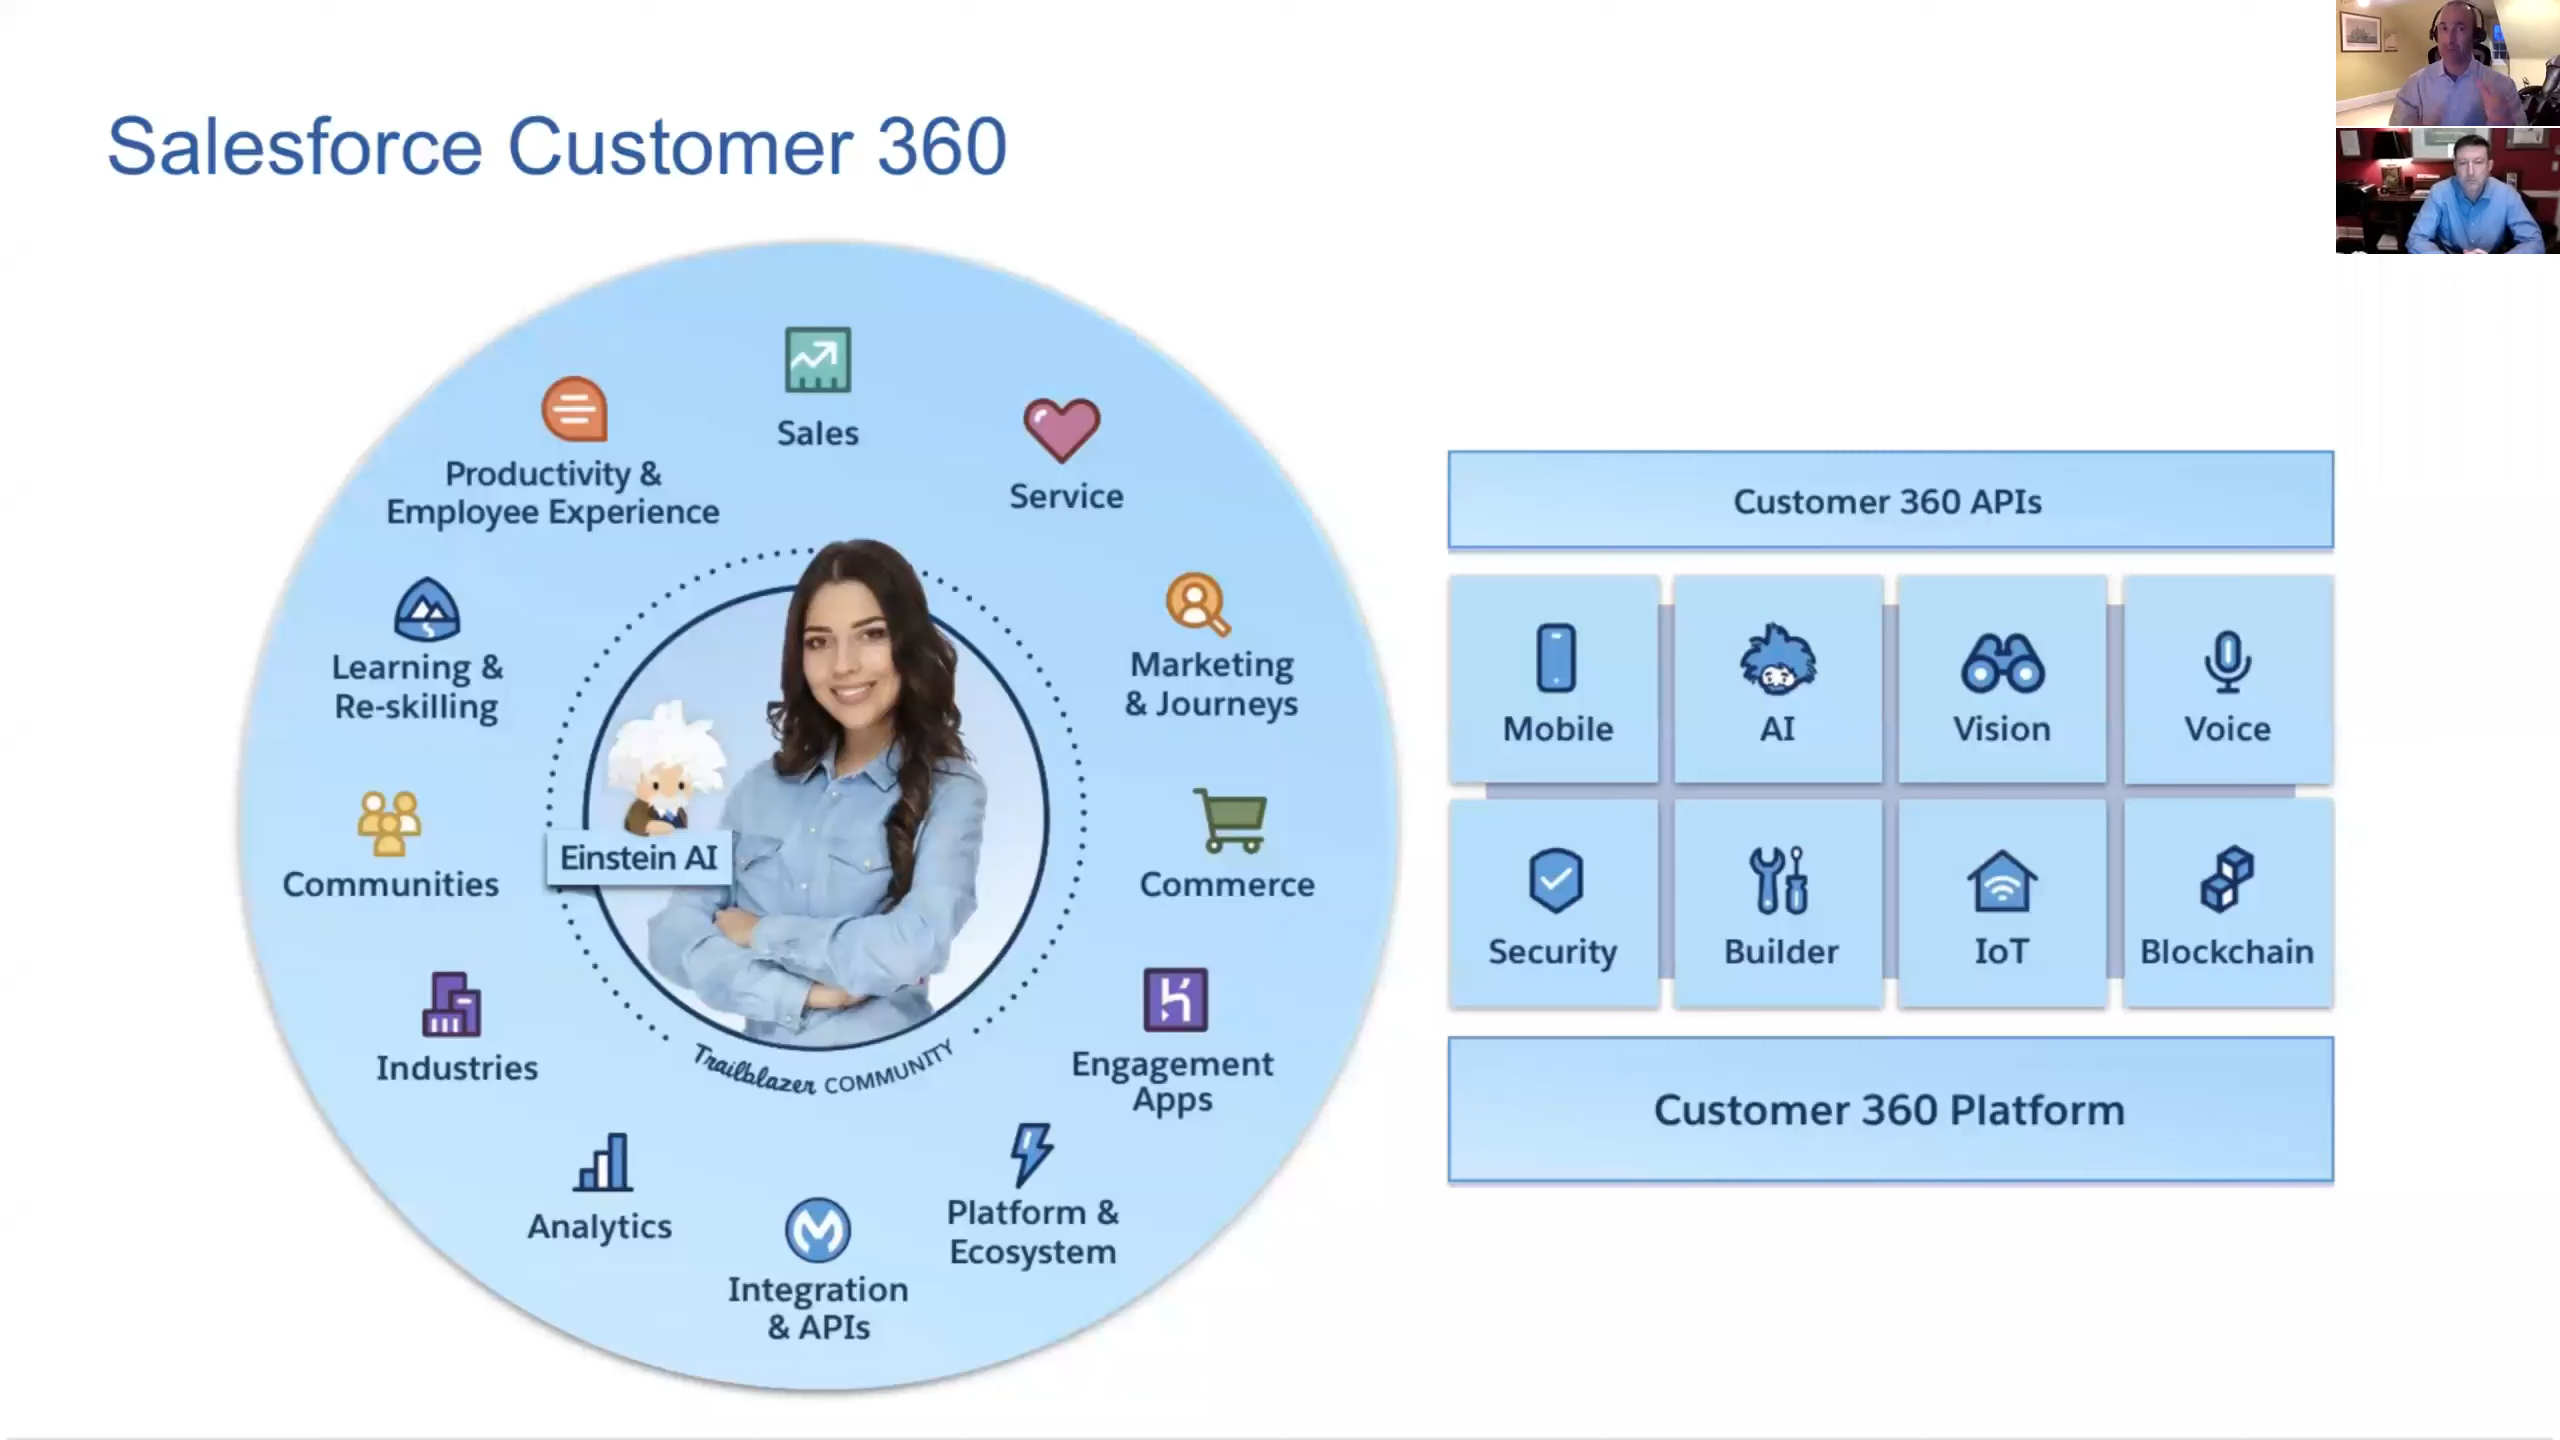 Salesforce Customer 360
Sales
Service
Marketing
& Journeys
Commerce
Engagement
Apps
Platform &
Ecosystem
Integration
& APIs
Analytics
Industries
Communities
Learning &
Re-skilling
Productivity &
Employee Experience
Einstein AI
Trailblazer COMMUNITY
Customer 360 APIs
Mobile
AI
Vision
Voice
Security
Builder
IoT
Blockchain
Customer 360 Platform